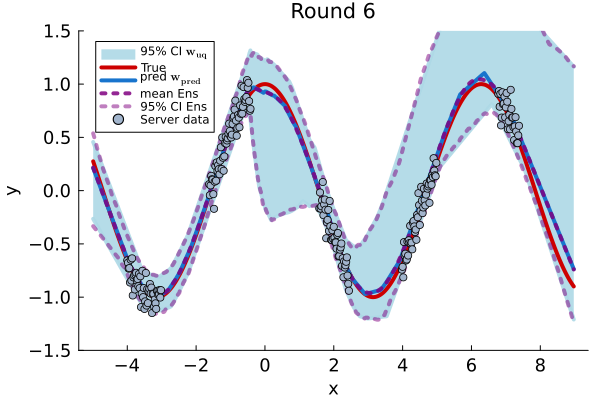 Round 6
1.5
1.0
0.5
0.0
−0.5
−1.0
−1.5
y
95% CI w_uq
True
pred w_pred
mean Ens
95% CI Ens
Server data
−4 −2 0 2 4 6 8
x